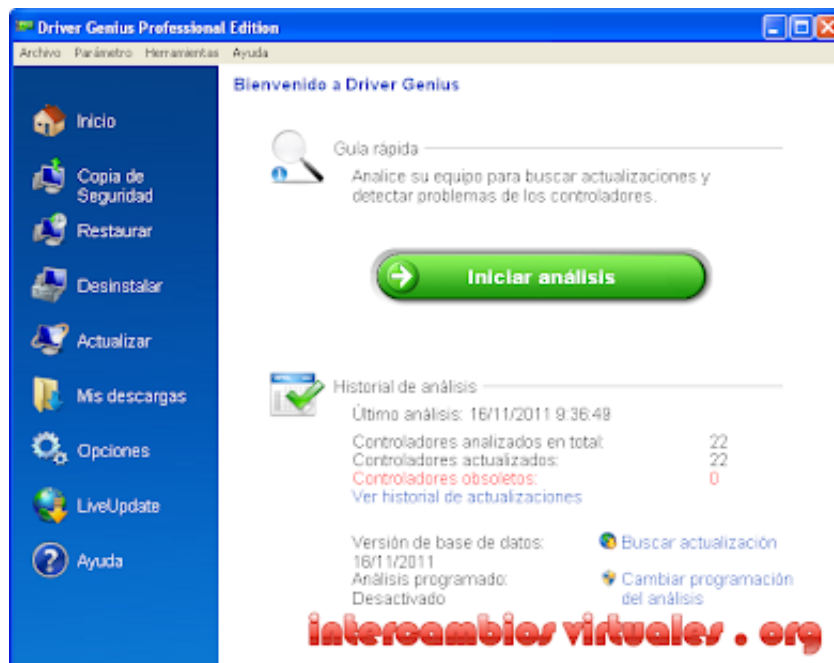 Driver Genius Professional Edition
Archivo Parámetro Herramientas Ayuda
Bienvenido a Driver Genius
Inicio
Copia de
Seguridad
Restaurar
Desinstalar
Actualizar
Mis descargas
Opciones
LiveUpdate
Ayuda
Guía rápida
Analice su equipo para buscar actualizaciones y
detectar problemas de los controladores.
Iniciar análisis
Historial de análisis
Último análisis: 16/11/2011 9:36:49
Controladores analizados en total: 22
Controladores actualizados: 22
Controladores obsoletos: 0
Ver historial de actualizaciones
Versión de base de datos:
16/11/2011
Buscar actualización
Análisis programado:
Desactivado
Cambiar programación
del análisis
intercambios virtuales . org